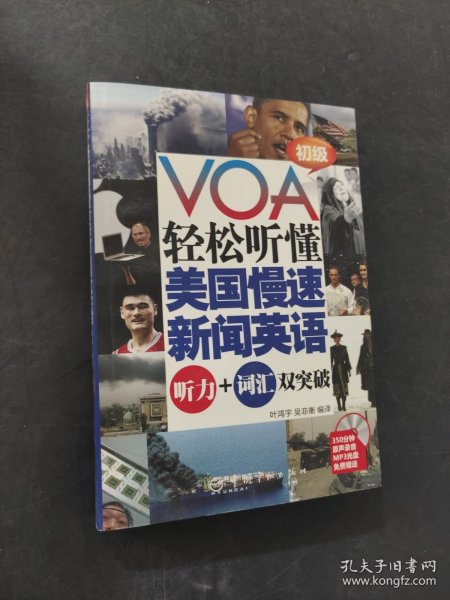 初级
VOA
轻松听懂
美国慢速
新闻英语
听力+词汇 双突破
叶鸿宇 吴菲衡 编译
350分钟
原声录音
MP3光盘
免费赠送
HYUNDAI
孔夫子旧书网
www.kongfz.com